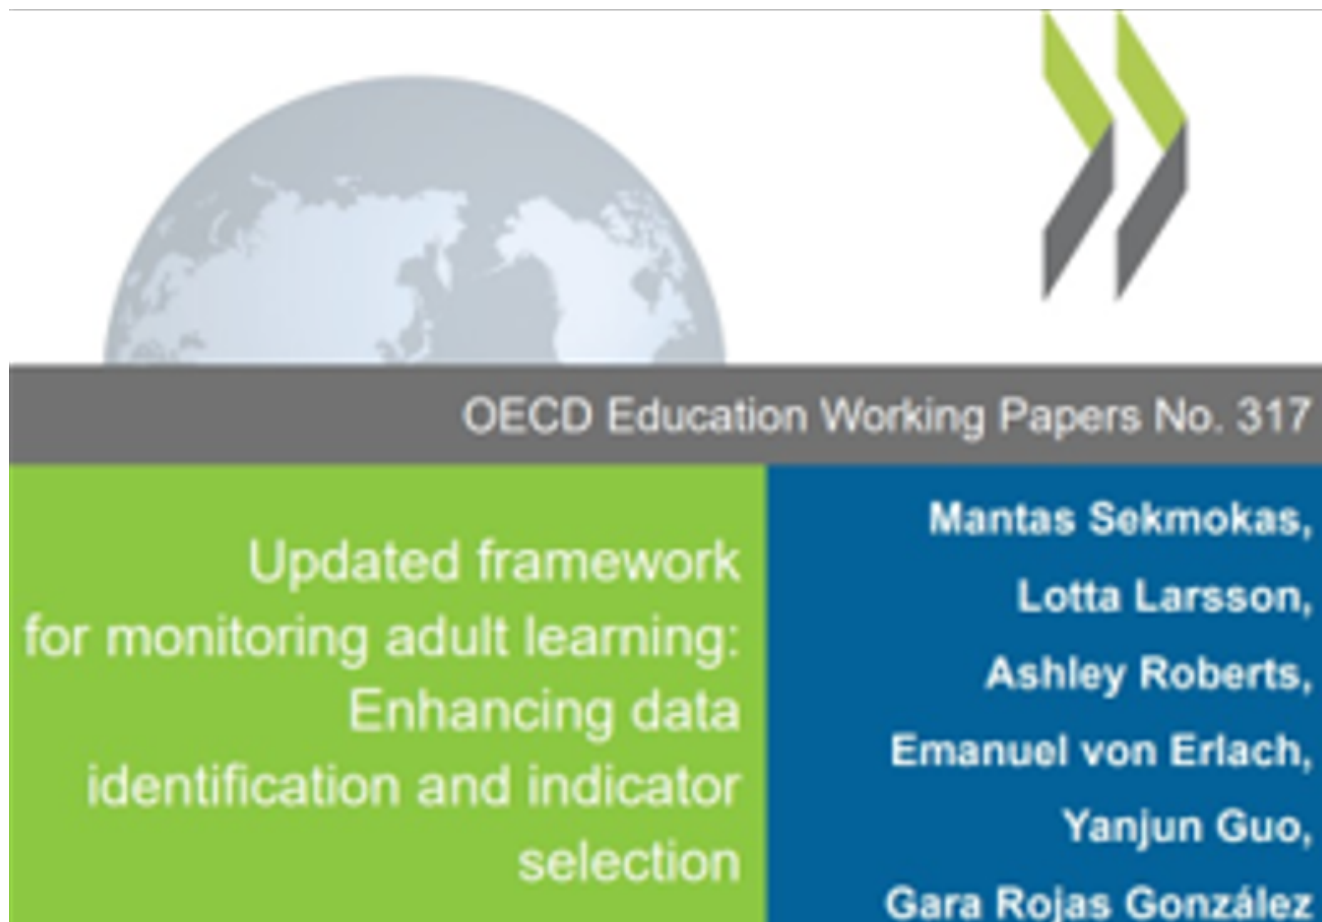 OECD Education Working Papers No. 317
Updated framework
for monitoring adult learning:
Enhancing data
identification and indicator
selection
Mantas Sekmokas,
Lotta Larsson,
Ashley Roberts,
Emanuel von Erlach,
Yanjun Guo,
Gara Rojas González